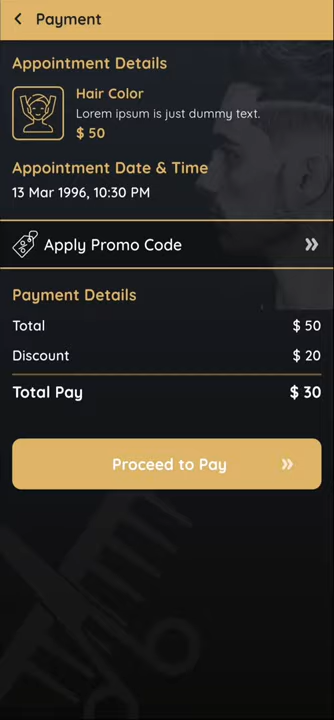 Payment
Appointment Details
Hair Color
Lorem ipsum is just dummy text.
$ 50
Appointment Date & Time
13 Mar 1996, 10:30 PM
Apply Promo Code
Payment Details
Total $ 50
Discount $ 20
Total Pay $ 30
Proceed to Pay